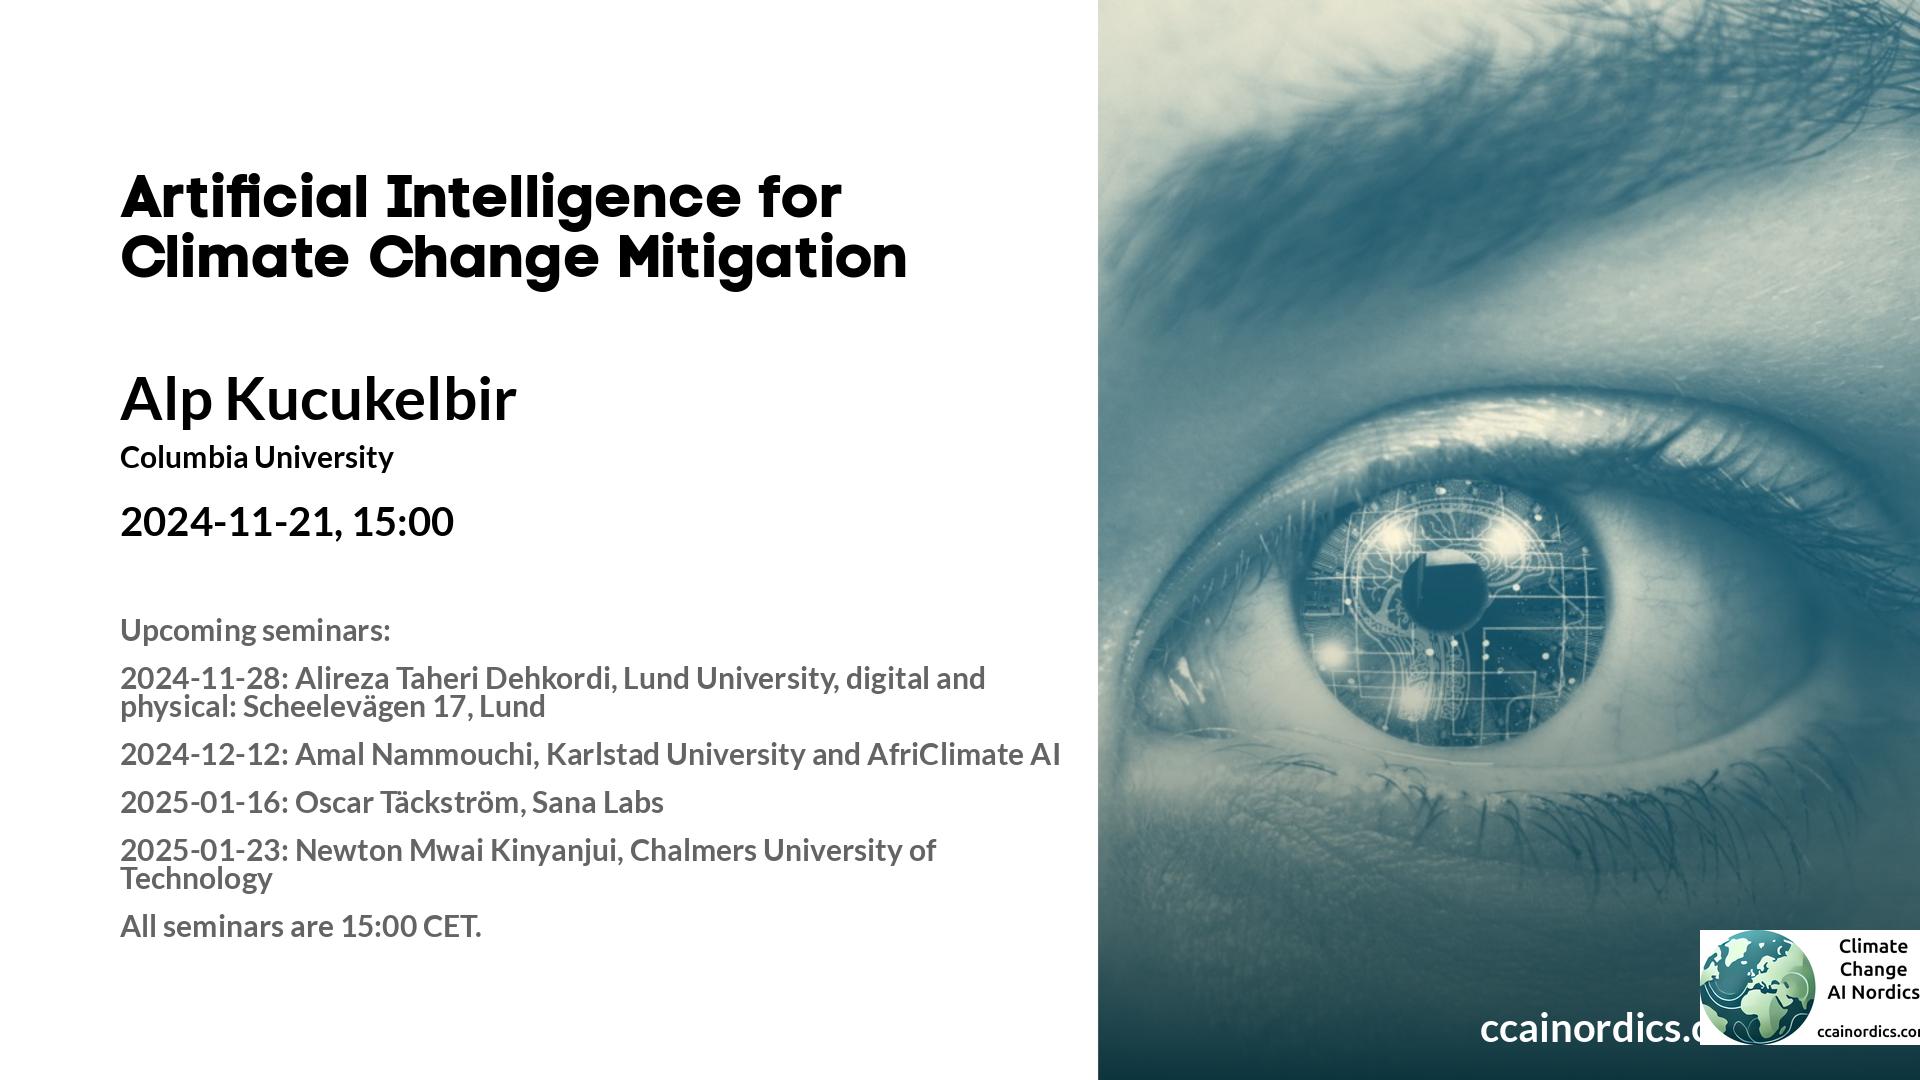 Artificial Intelligence for
Climate Change Mitigation
Alp Kucukelbir
Columbia University
2024-11-21, 15:00
Upcoming seminars:
2024-11-28: Alireza Taheri Dehkordi, Lund University, digital and
physical: Scheelevägen 17, Lund
2024-12-12: Amal Nammouchi, Karlstad University and AfriClimate AI
2025-01-16: Oscar Täckström, Sana Labs
2025-01-23: Newton Mwai Kinyanjui, Chalmers University of
Technology
All seminars are 15:00 CET.
Climate
Change
AI Nordics
ccainordics.com
ccainordics.c